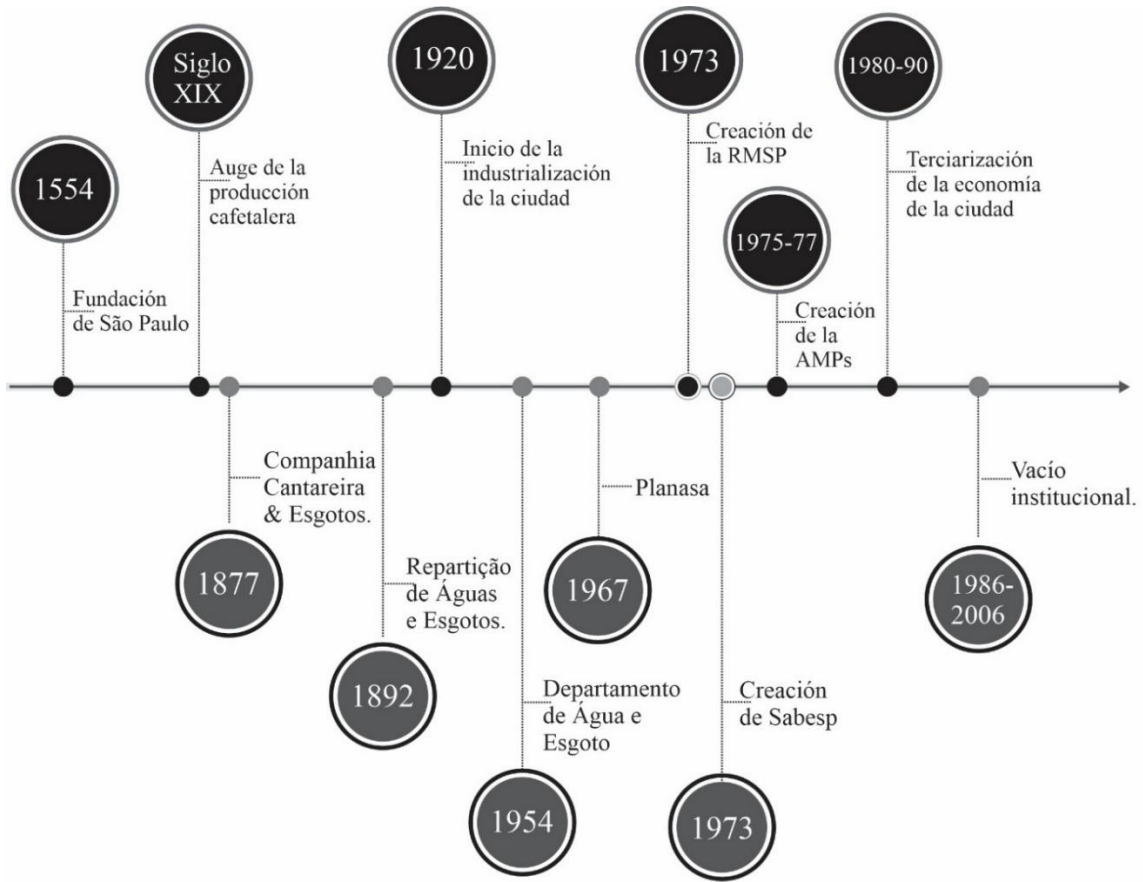 1554
Fundación
de São Paulo
Siglo
XIX
Auge de la
producción
cafetalera
1920
Inicio de la
industrialización
de la ciudad
1973
Creación de
la RMSP
1975-77
Creación
de la
AMPs
1980-90
Terciarización
de la economía
de la ciudad
Companhia
Cantareira
& Esgotos.
1877
Repartição
de Águas
e Esgotos.
1892
Departamento
de Água e
Esgoto
1954
Planasa
1967
Creación
de Sabesp
1973
Vacío
institucional.
1986-
2006